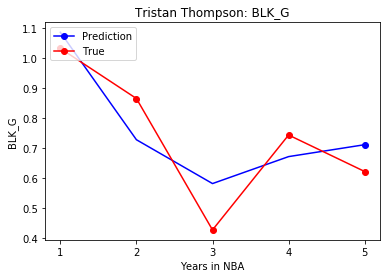 Tristan Thompson: BLK_G
Prediction
True
1.1
1.0
0.9
0.8
0.7
0.6
0.5
0.4
BLK_G
1 2 3 4 5
Years in NBA